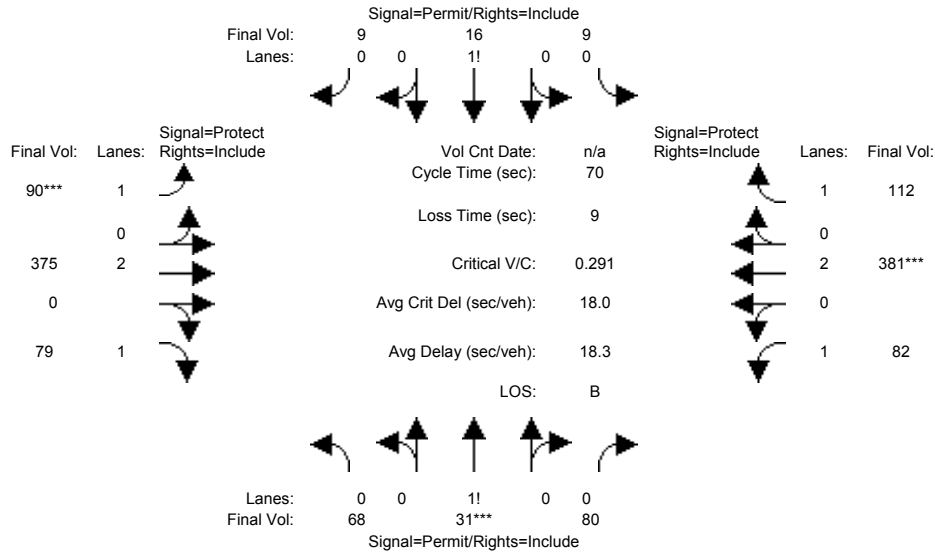 Signal=Permit/Rights=Include
Final Vol: 9 16 9
Lanes: 0 0 1! 0 0
Signal=Protect Signal=Protect
Final Vol: Lanes: Rights=Include Vol Cnt Date: n/a Rights=Include Lanes: Final Vol:
Cycle Time (sec): 70
90*** 1 1 112
Loss Time (sec): 9
0 0
375 2 Critical V/C: 0.291 2 381***
0 Avg Crit Del (sec/veh): 18.0 0
79 1 Avg Delay (sec/veh): 18.3 1 82
LOS: B
Lanes: 0 0 1! 0 0
Final Vol: 68 31*** 80
Signal=Permit/Rights=Include